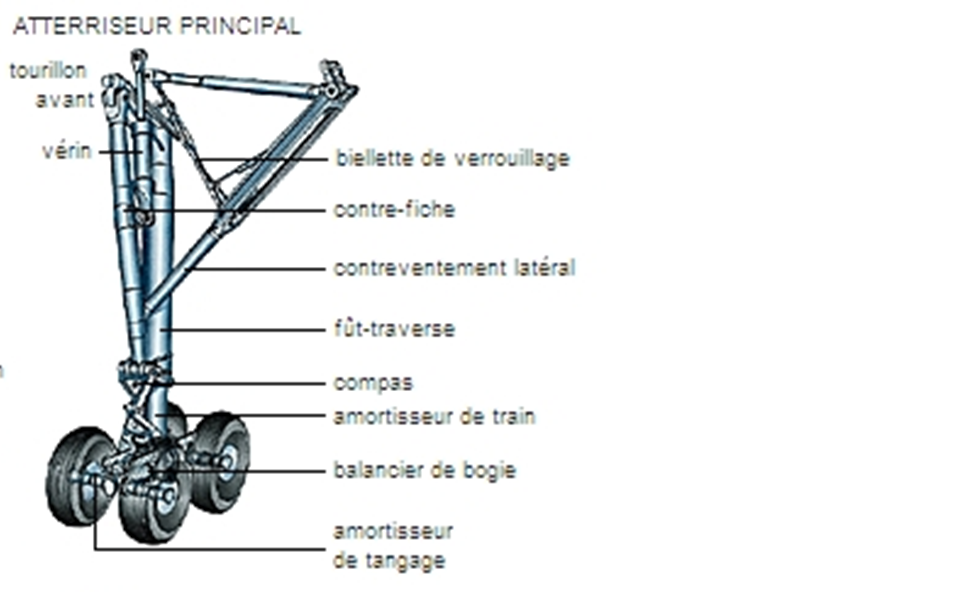 ATTERRISEUR PRINCIPAL
tourillon
avant
vérin
biellette de verrouillage
contre-fiche
contreventement latéral
fût-traverse
compas
amortisseur de train
balancier de bogie
amortisseur
de tangage